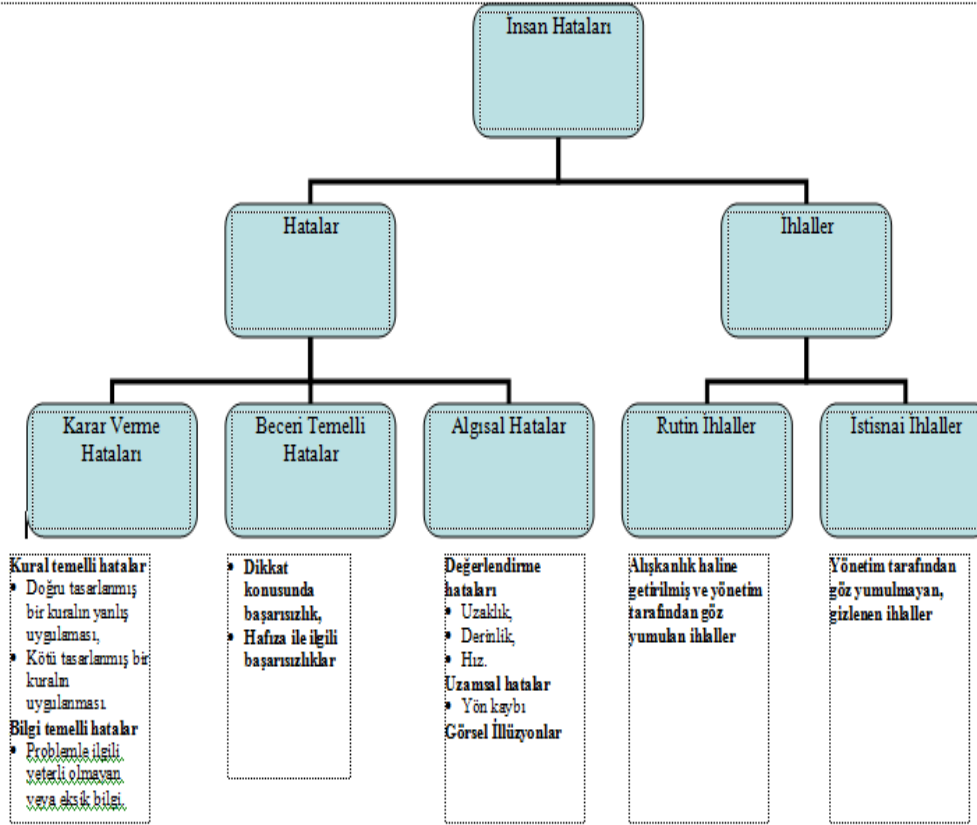 İnsan Hataları
Hatalar
İhlaller
Karar Verme
Hataları
Beceri Temelli
Hatalar
Algısal Hatalar
Rutin İhlaller
İstisnai İhlaller
Kural temelli hatalar
• Doğru tasarlanmış
bir kuralın yanlış
uygulaması,
• Kötü tasarlanmış bir
kuralın
uygulanması.
Bilgi temelli hatalar
• Problemle ilgili
yeterli olmayan
veya eksik bilgi.
• Dikkat
konusunda
başarısızlık,
• Hafıza ile ilgili
başarısızlıklar
Değerlendirme
hataları
• Uzaklık,
• Derinlik,
• Hız.
Uzamsal hatalar
• Yön kaybı
Görsel İllüzyonlar
Alışkanlık haline
getirilmiş ve yönetim
tarafından göz
yumulan ihlaller
Yönetim tarafından
göz yumulmayan,
gizlenen ihlaller